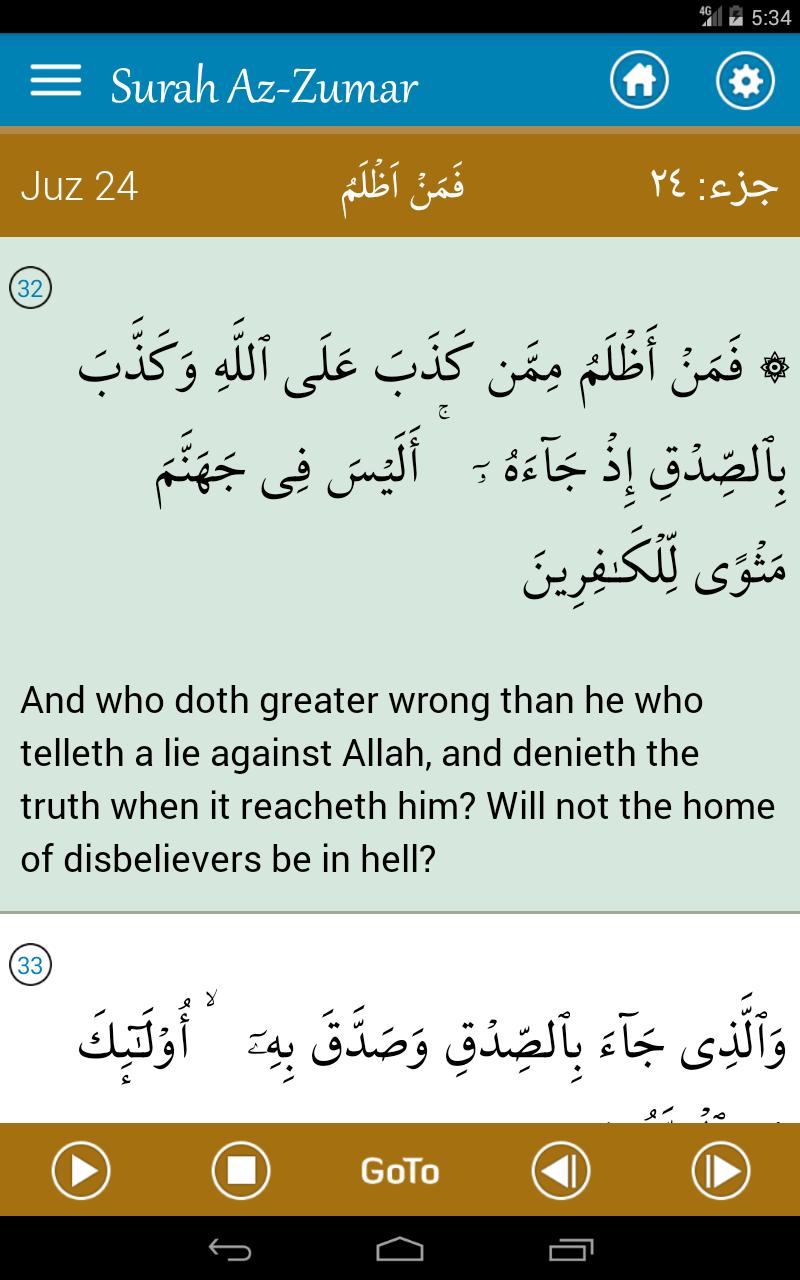 4G 5:34
Surah Az-Zumar
Juz 24 فَمَنْ اَظْلَمُ جزء: ٢٤
32
۞ فَمَنْ أَظْلَمُ مِمَّن كَذَبَ عَلَى ٱللَّهِ وَكَذَّبَ
بِٱلصِّدْقِ إِذْ جَآءَهُۥٓ ۚ أَلَيْسَ فِى جَهَنَّمَ
مَثْوًى لِّلْكَـٰفِرِينَ
And who doth greater wrong than he who
telleth a lie against Allah, and denieth the
truth when it reacheth him? Will not the home
of disbelievers be in hell?
33
وَٱلَّذِى جَآءَ بِٱلصِّدْقِ وَصَدَّقَ بِهِۦٓ ۙ أُو۟لَـٰٓئِكَ
GoTo